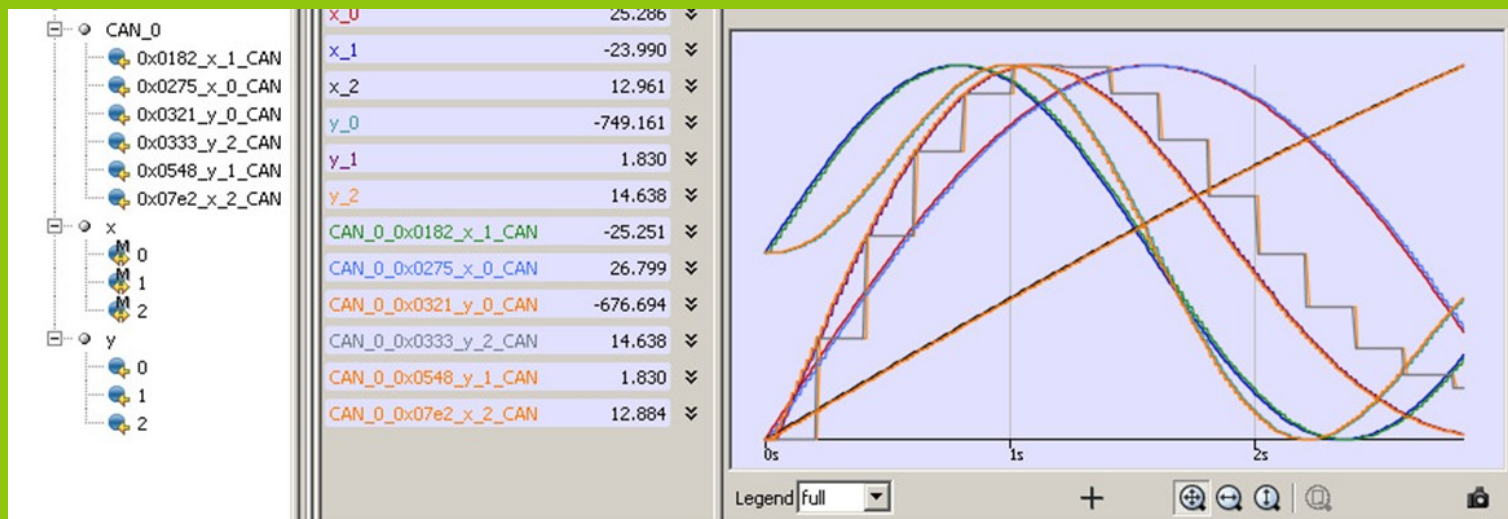 CAN_0
0x0182_x_1_CAN
0x0275_x_0_CAN
0x0321_y_0_CAN
0x0333_y_2_CAN
0x0548_y_1_CAN
0x07e2_x_2_CAN
x
M 0
M 1
M 2
y
0
1
2
x_0 25.286
x_1 -23.990
x_2 12.961
y_0 -749.161
y_1 1.830
y_2 14.638
CAN_0_0x0182_x_1_CAN -25.251
CAN_0_0x0275_x_0_CAN 26.799
CAN_0_0x0321_y_0_CAN -676.694
CAN_0_0x0333_y_2_CAN 14.638
CAN_0_0x0548_y_1_CAN 1.830
CAN_0_0x07e2_x_2_CAN 12.884
0s 1s 2s
Legend full